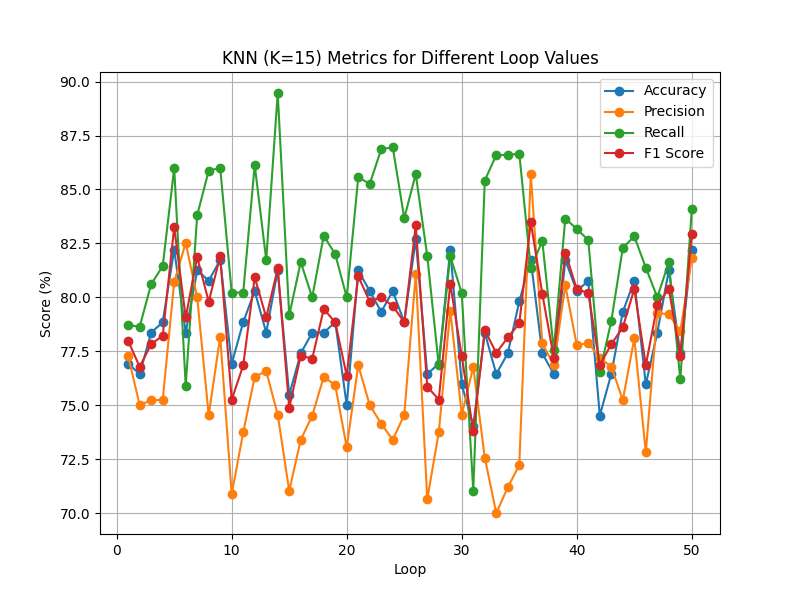 KNN (K=15) Metrics for Different Loop Values
90.0
87.5
85.0
82.5
80.0
77.5
75.0
72.5
70.0
Score (%)
Accuracy
Precision
Recall
F1 Score
0 10 20 30 40 50
Loop